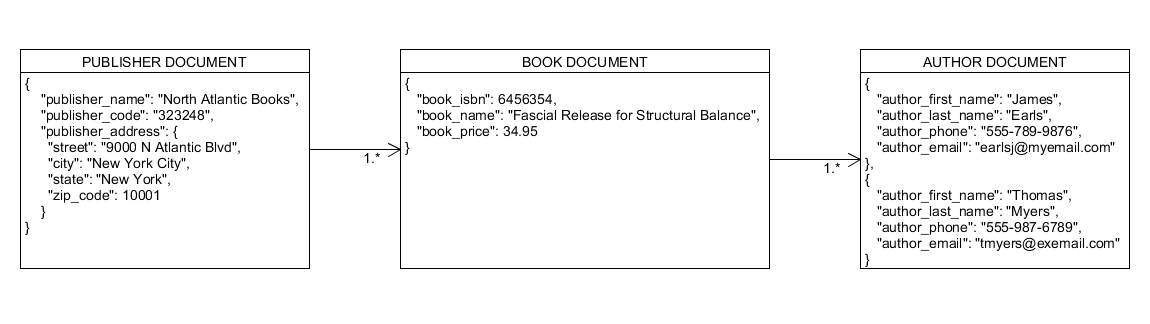 PUBLISHER DOCUMENT
{
"publisher_name": "North Atlantic Books",
"publisher_code": "323248",
"publisher_address": {
"street": "9000 N Atlantic Blvd",
"city": "New York City",
"state": "New York",
"zip_code": 10001
}
}
1.*
BOOK DOCUMENT
{
"book_isbn": 6456354,
"book_name": "Fascial Release for Structural Balance",
"book_price": 34.95
}
1.*
AUTHOR DOCUMENT
{
"author_first_name": "James",
"author_last_name": "Earls",
"author_phone": "555-789-9876",
"author_email": "earlsj@myemail.com"
},
{
"author_first_name": "Thomas",
"author_last_name": "Myers",
"author_phone": "555-987-6789",
"author_email": "tmyers@exemail.com"
}